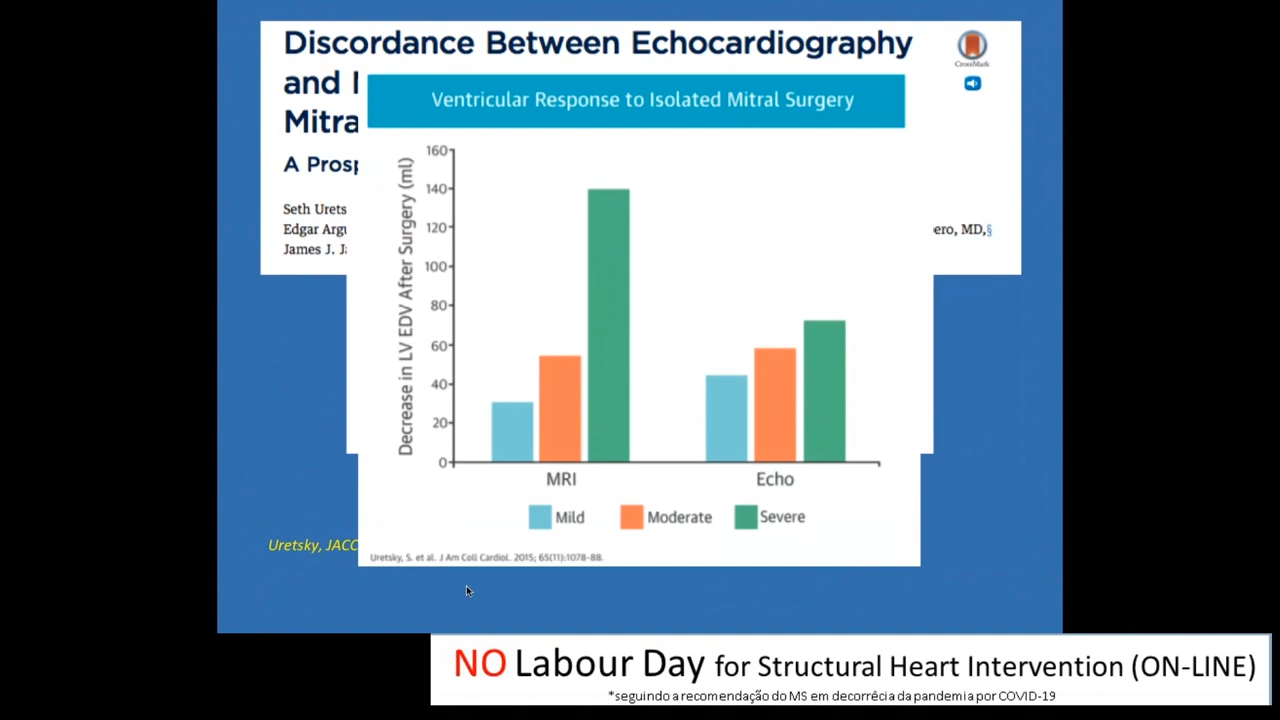 Discordance Between Echocardiography
and
Mitra
A Prosp
CrossMark
Seth Urets
Edgar Argu
James J. J
ero, MD,§
Ventricular Response to Isolated Mitral Surgery
Decrease in LV EDV After Surgery (ml)
160
140
120
100
80
60
40
20
0
MRI
Echo
Mild
Moderate
Severe
Uretsky, JACC
Uretsky, S. et al. J Am Coll Cardiol. 2015; 65(11):1078-88.
NO Labour Day for Structural Heart Intervention (ON-LINE)
*seguindo a recomendação do MS em decorrêcia da pandemia por COVID-19